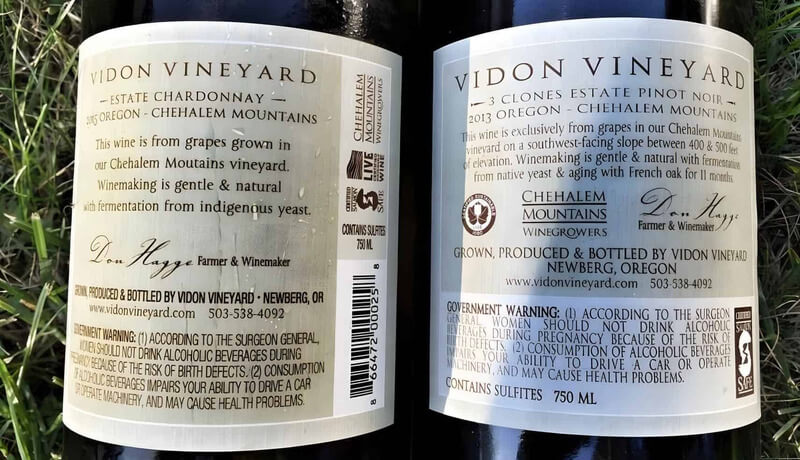 VIDON VINEYARD
ESTATE CHARDONNAY
2015 OREGON - CHEHALEM MOUNTAINS
This wine is from grapes grown in
our Chehalem Moutains vineyard.
Winemaking is gentle & natural
with fermentation from indigenous yeast.
Don Hagge Farmer & Winemaker
GROWN, PRODUCED & BOTTLED BY VIDON VINEYARD • NEWBERG, OR
www.vidonvineyard.com 503-538-4092
GOVERNMENT WARNING: (1) ACCORDING TO THE SURGEON GENERAL,
WOMEN SHOULD NOT DRINK ALCOHOLIC BEVERAGES DURING
PREGNANCY BECAUSE OF THE RISK OF BIRTH DEFECTS. (2) CONSUMPTION
OF ALCOHOLIC BEVERAGES IMPAIRS YOUR ABILITY TO DRIVE A CAR
OR OPERATE MACHINERY, AND MAY CAUSE HEALTH PROBLEMS.
CHEHALEM
MOUNTAINS
WINEGROWERS
LIVE
WINE
CERTIFIED
SALMON
SAFE
CONTAINS SULFITES
750 ML
8 56472 00025 8
VIDON VINEYARD
3 CLONES ESTATE PINOT NOIR
2013 OREGON - CHEHALEM MOUNTAINS
This wine is exclusively from grapes in our Chehalem Mountains
vineyard on a southwest-facing slope between 400 & 500 feet
of elevation. Winemaking is gentle & natural with fermentation
from native yeast & aging with French oak for 11 months.
CHEHALEM
MOUNTAINS
WINEGROWERS
Don Hagge
Farmer & Winemaker
GROWN, PRODUCED & BOTTLED BY VIDON VINEYARD
NEWBERG, OREGON
www.vidonvineyard.com 503-538-4092
GOVERNMENT WARNING: (1) ACCORDING TO THE SURGEON
GENERAL WOMEN SHOULD NOT DRINK ALCOHOLIC
BEVERAGES DURING PREGNANCY BECAUSE OF THE RISK OF
BIRTH DEFECTS. (2) CONSUMPTION OF ALCOHOLIC BEVERAGES
IMPAIRS YOUR ABILITY TO DRIVE A CAR OR OPERATE
MACHINERY, AND MAY CAUSE HEALTH PROBLEMS.
CONTAINS SULFITES 750 ML
CERTIFIED
SALMON
SAFE